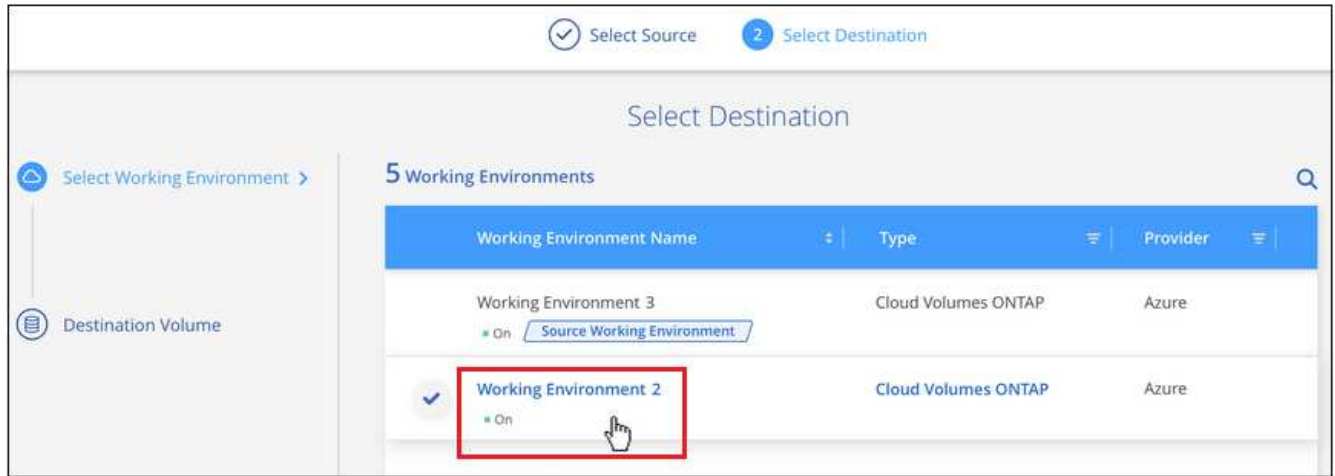 Select Source 2 Select Destination
Select Destination
Select Working Environment >
5 Working Environments
Working Environment Name Type Provider
Working Environment 3 Cloud Volumes ONTAP Azure
On Source Working Environment
Destination Volume
Working Environment 2 Cloud Volumes ONTAP Azure
On